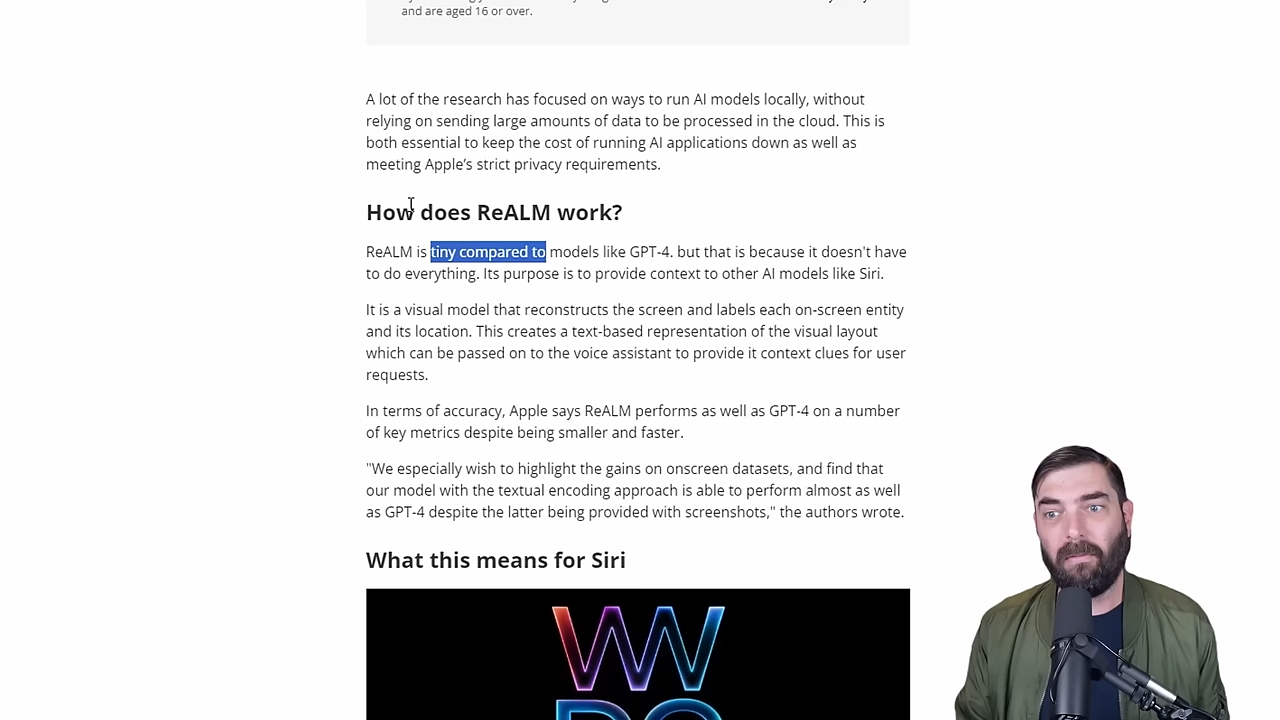 and are aged 16 or over.
A lot of the research has focused on ways to run AI models locally, without
relying on sending large amounts of data to be processed in the cloud. This is
both essential to keep the cost of running AI applications down as well as
meeting Apple’s strict privacy requirements.
How does ReALM work?
ReALM is tiny compared to models like GPT-4. but that is because it doesn't have
to do everything. Its purpose is to provide context to other AI models like Siri.
It is a visual model that reconstructs the screen and labels each on-screen entity
and its location. This creates a text-based representation of the visual layout
which can be passed on to the voice assistant to provide it context clues for user
requests.
In terms of accuracy, Apple says ReALM performs as well as GPT-4 on a number
of key metrics despite being smaller and faster.
"We especially wish to highlight the gains on onscreen datasets, and find that
our model with the textual encoding approach is able to perform almost as well
as GPT-4 despite the latter being provided with screenshots," the authors wrote.
What this means for Siri
WW
DC